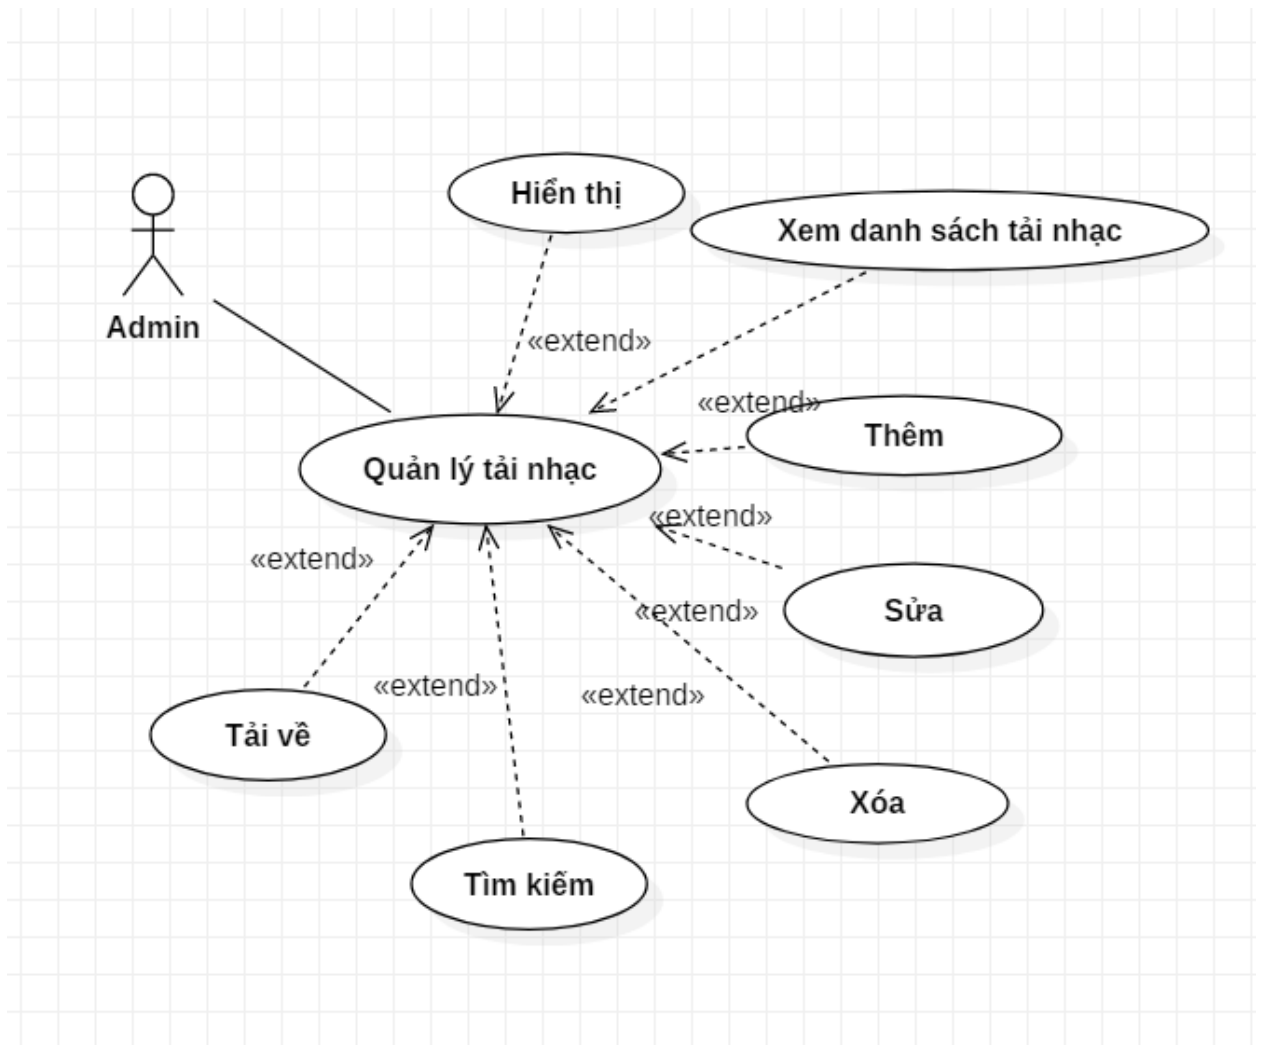 Hiển thị
Xem danh sách tải nhạc
Admin
«extend»
«extend»
Thêm
Quản lý tải nhạc
«extend»
«extend»
«extend»
Sửa
«extend»
«extend»
Tải về
Xóa
Tìm kiếm